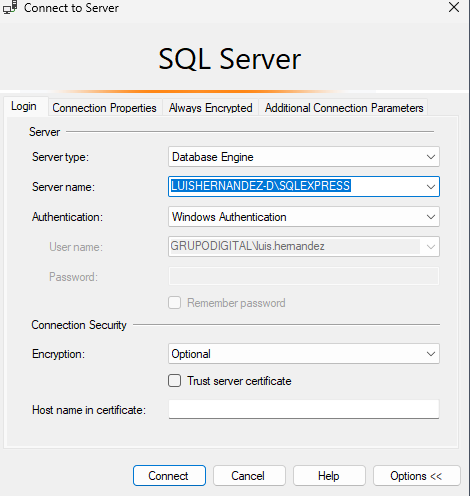 Connect to Server
SQL Server
Login Connection Properties Always Encrypted Additional Connection Parameters
Server
Server type: Database Engine
Server name: LUISHERNANDEZ-D\SQLEXPRESS
Authentication: Windows Authentication
User name: GRUPODIGITAL\luis.hernandez
Password:
Remember password
Connection Security
Encryption: Optional
Trust server certificate
Host name in certificate:
Connect Cancel Help Options <<